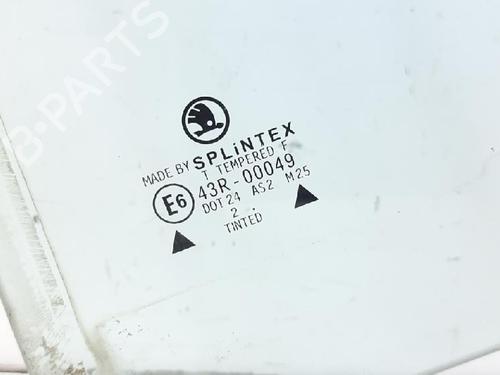 B-PARTS
MADE BY SPLiNTEX
T TEMPERED F
E6 43R-00049
DOT24 AS2 M25
2 .
TINTED